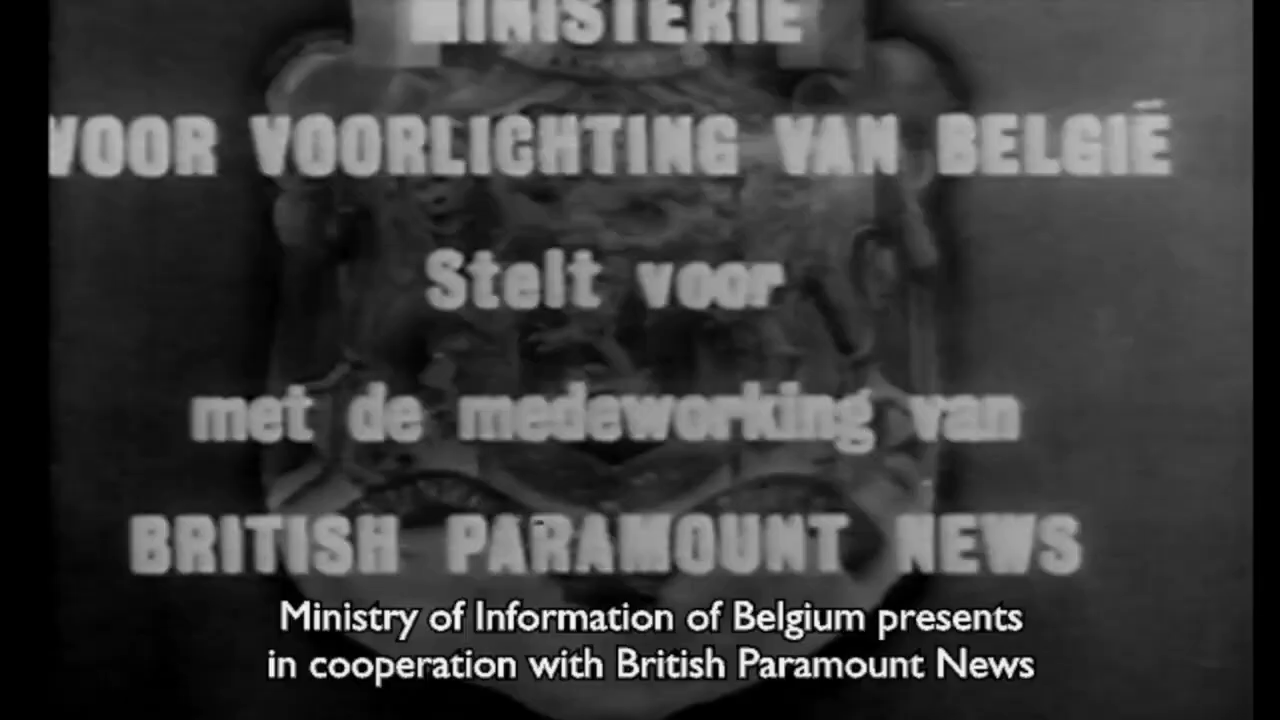 MINISTERIE
VOOR VOORLICHTING VAN BELGIË
Stelt voor
met de medeworking van
BRITISH PARAMOUNT NEWS
Ministry of Information of Belgium presents
in cooperation with British Paramount News